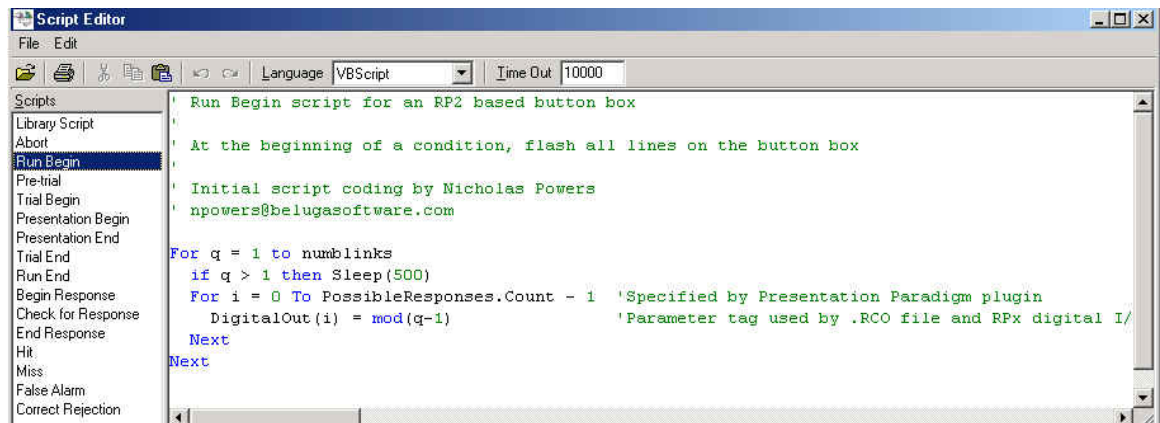 Script Editor
File Edit
Language VBScript Time Out 10000
Scripts
Library Script
Abort
Run Begin
Pre-trial
Trial Begin
Presentation Begin
Presentation End
Trial End
Run End
Begin Response
Check for Response
End Response
Hit
Miss
False Alarm
Correct Rejection
' Run Begin script for an RP2 based button box
'
' At the beginning of a condition, flash all lines on the button box
'
' Initial script coding by Nicholas Powers
' npowers@belugasoftware.com
For q = 1 to numblinks
if q > 1 then Sleep(500)
For i = 0 To PossibleResponses.Count - 1 'Specified by Presentation Paradigm plugin
DigitalOut(i) = mod(q-1) 'Parameter tag used by .RCO file and RPx digital I/
Next
Next